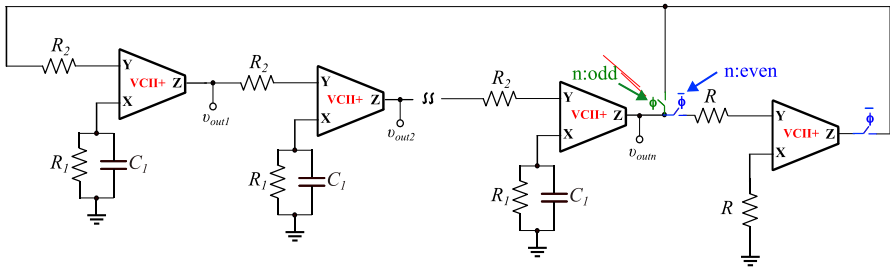 R2
Y
VCII+
Z
X
vout1
R1
C1
R2
Y
VCII+
Z
X
vout2
R1
C1
R2
Y
VCII+
Z
X
voutn
R1
C1
n:odd
ϕ
n:even
ϕ̅
R
Y
VCII+
Z
X
R
ϕ̅